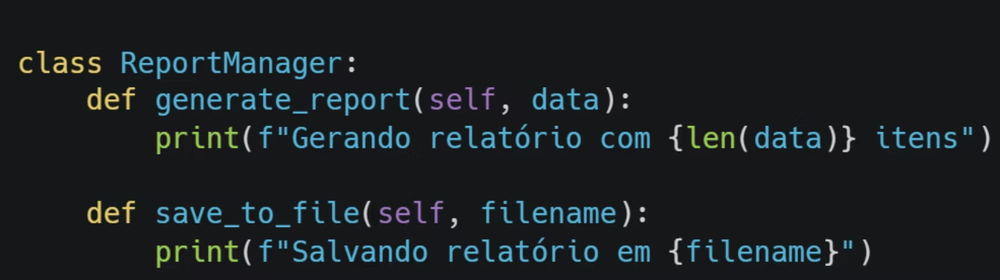 class ReportManager:
    def generate_report(self, data):
        print(f"Gerando relatório com {len(data)} itens")
    def save_to_file(self, filename):
        print(f"Salvando relatório em {filename}")